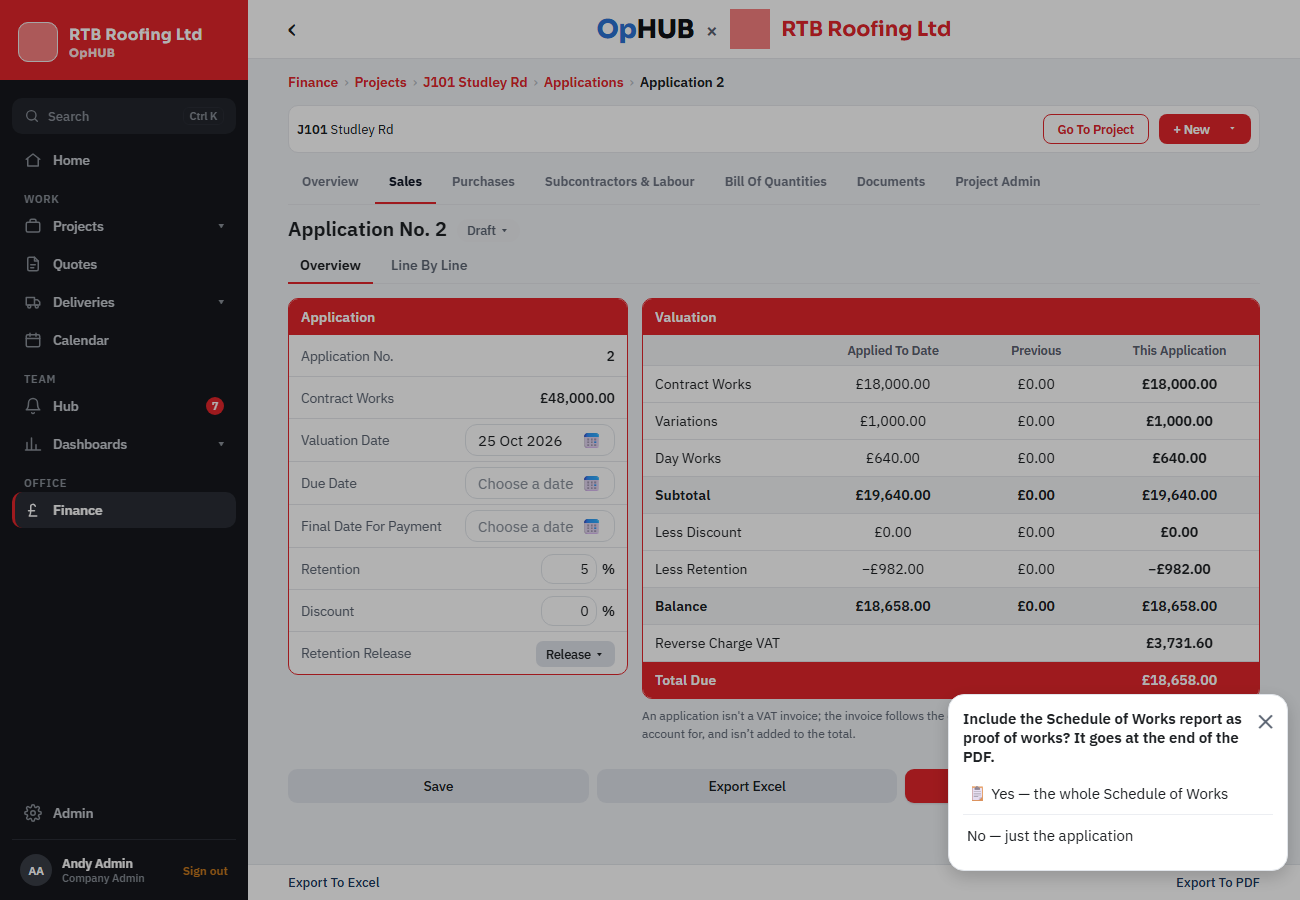 RTB Roofing Ltd
OpHUB
Search Ctrl K
Home
WORK
Projects
Quotes
Deliveries
Calendar
TEAM
Hub 7
Dashboards
OFFICE
£ Finance
Admin
AA Andy Admin
Company Admin
Sign out
OpHUB × RTB Roofing Ltd
Finance › Projects › J101 Studley Rd › Applications › Application 2
J101 Studley Rd
Go To Project + New
Overview Sales Purchases Subcontractors & Labour Bill Of Quantities Documents Project Admin
Application No. 2 Draft
Overview Line By Line
Application
Application No. 2
Contract Works £48,000.00
Valuation Date 25 Oct 2026
Due Date Choose a date
Final Date For Payment Choose a date
Retention 5 %
Discount 0 %
Retention Release Release
Valuation
Applied To Date Previous This Application
Contract Works £18,000.00 £0.00 £18,000.00
Variations £1,000.00 £0.00 £1,000.00
Day Works £640.00 £0.00 £640.00
Subtotal £19,640.00 £0.00 £19,640.00
Less Discount £0.00 £0.00 £0.00
Less Retention −£982.00 £0.00 −£982.00
Balance £18,658.00 £0.00 £18,658.00
Reverse Charge VAT £3,731.60
Total Due £18,658.00
An application isn't a VAT invoice; the invoice follows the
account for, and isn't added to the total.
Save Export Excel
Include the Schedule of Works report as
proof of works? It goes at the end of the
PDF.
Yes — the whole Schedule of Works
No — just the application
Export To Excel Export To PDF